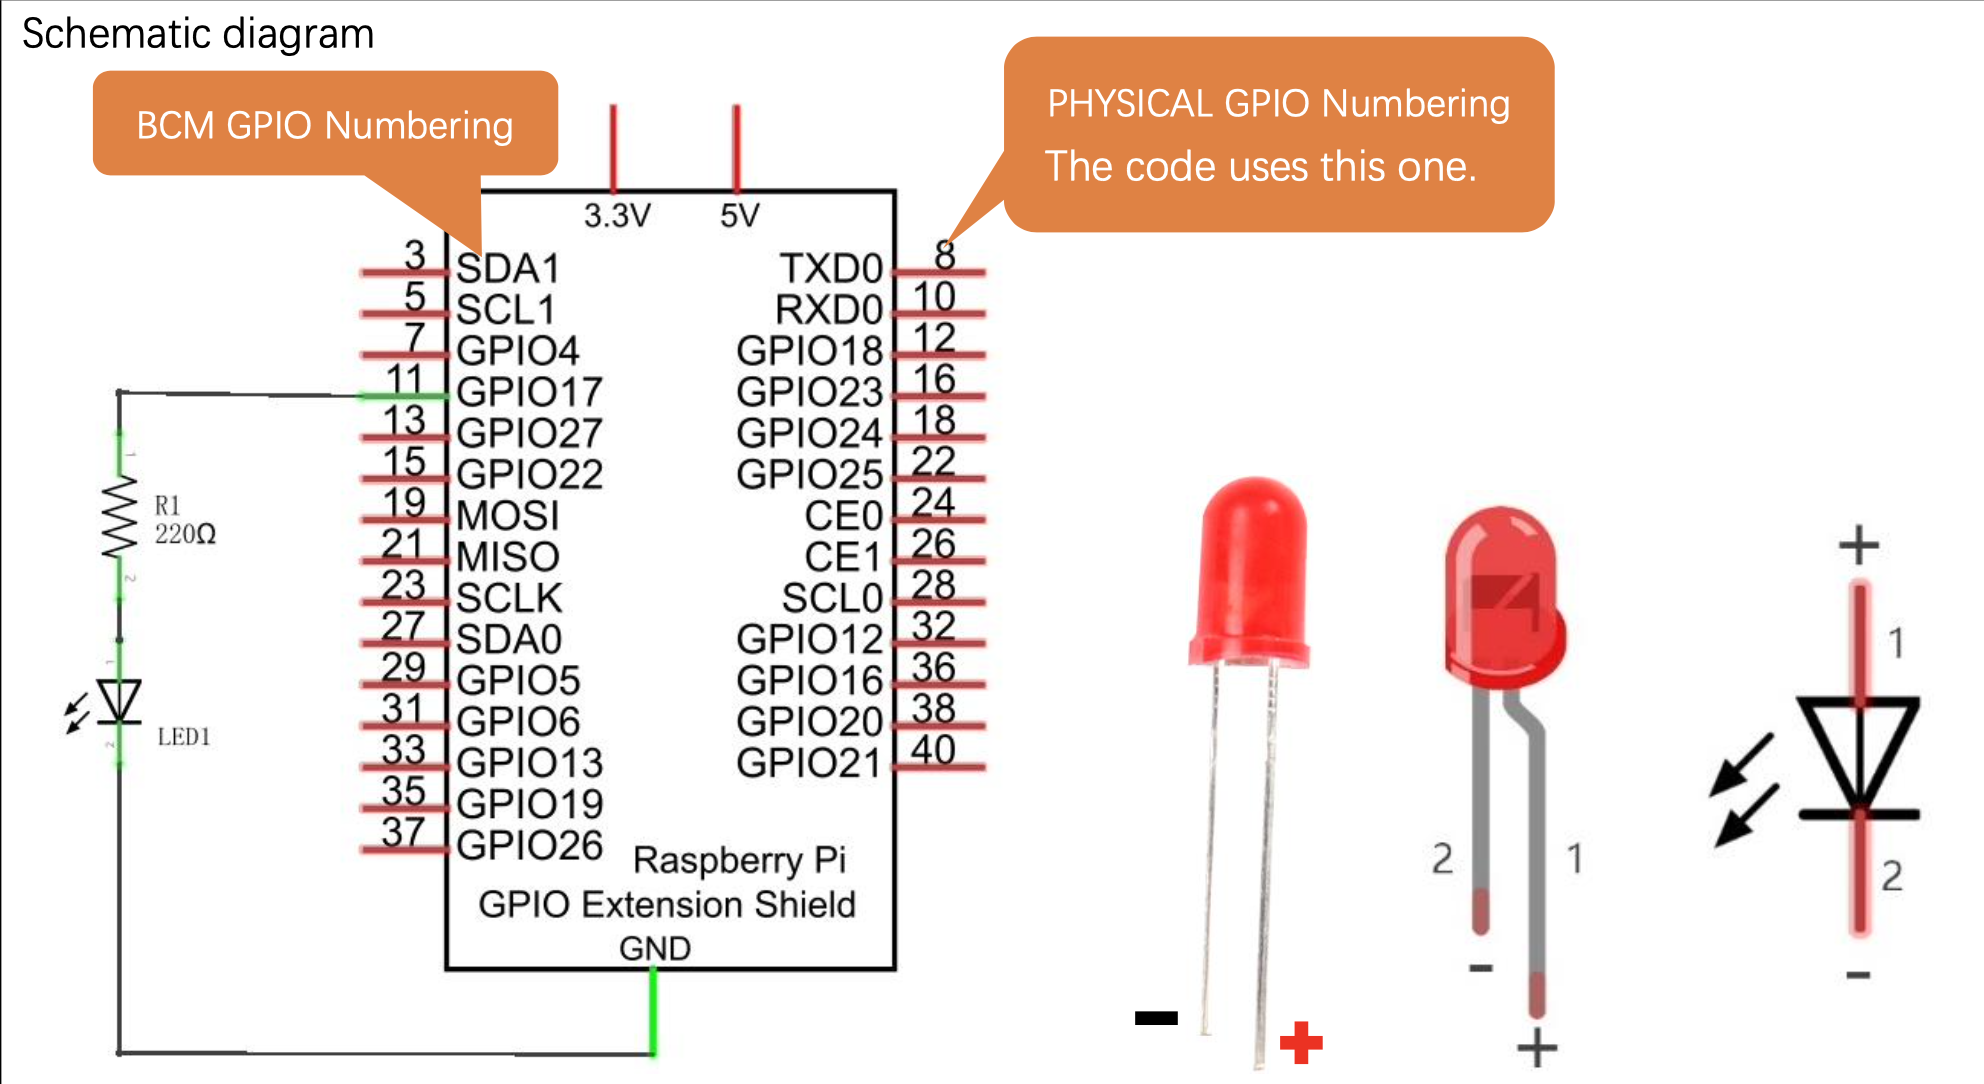 Schematic diagram
BCM GPIO Numbering
PHYSICAL GPIO Numbering
The code uses this one.
3.3V 5V
3 SDA1 TXD0 8
5 SCL1 RXD0 10
7 GPIO4 GPIO18 12
11 GPIO17 GPIO23 16
13 GPIO27 GPIO24 18
15 GPIO22 GPIO25 22
19 MOSI CE0 24
21 MISO CE1 26
23 SCLK SCL0 28
27 SDA0 GPIO12 32
29 GPIO5 GPIO16 36
31 GPIO6 GPIO20 38
33 GPIO13 GPIO21 40
35 GPIO19
37 GPIO26
Raspberry Pi
GPIO Extension Shield
GND
1
R1
220Ω
2
1
LED1
2
- +
2 1
-
+
+
1
2
-